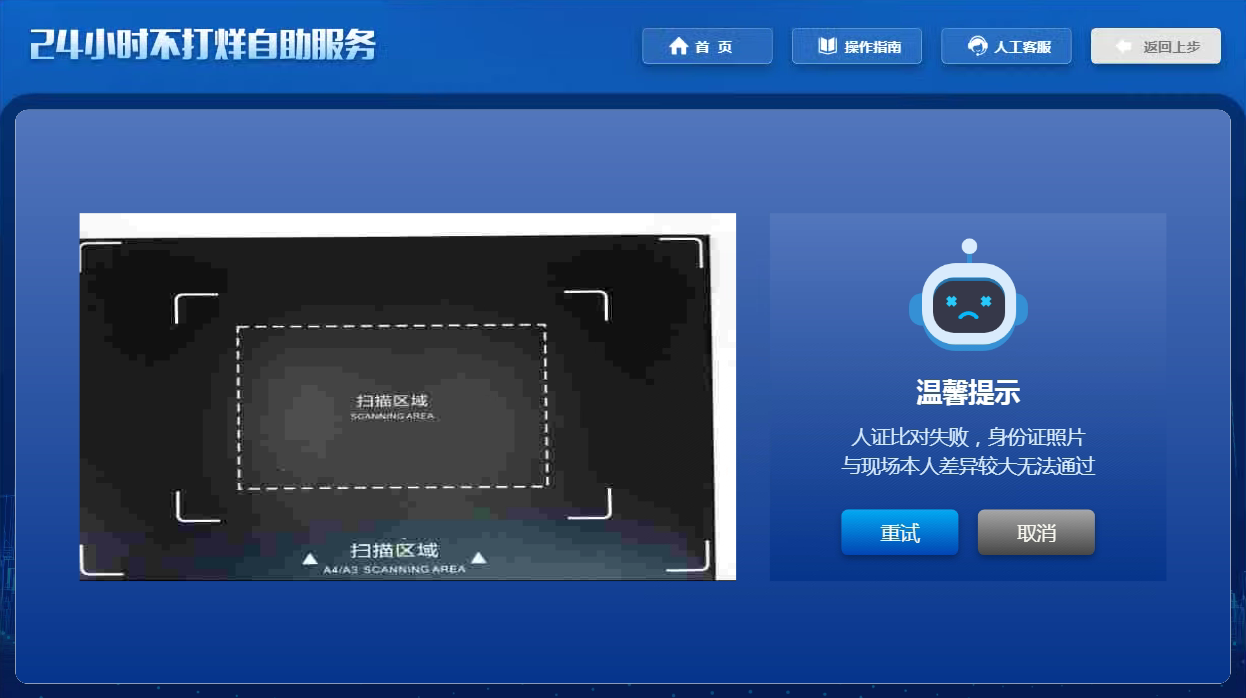 24小时不打烊自助服务
首 页
操作指南
人工客服
返回上步
扫描区域
SCANNING AREA
扫描区域
A4/A3 SCANNING AREA
温馨提示
人证比对失败，身份证照片
与现场本人差异较大无法通过
重试
取消